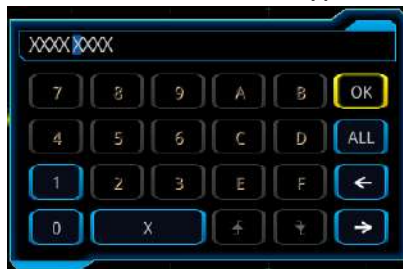 XXXX XXXX
7 8 9 A B OK
4 5 6 C D ALL
1 2 3 E F ←
0 X →